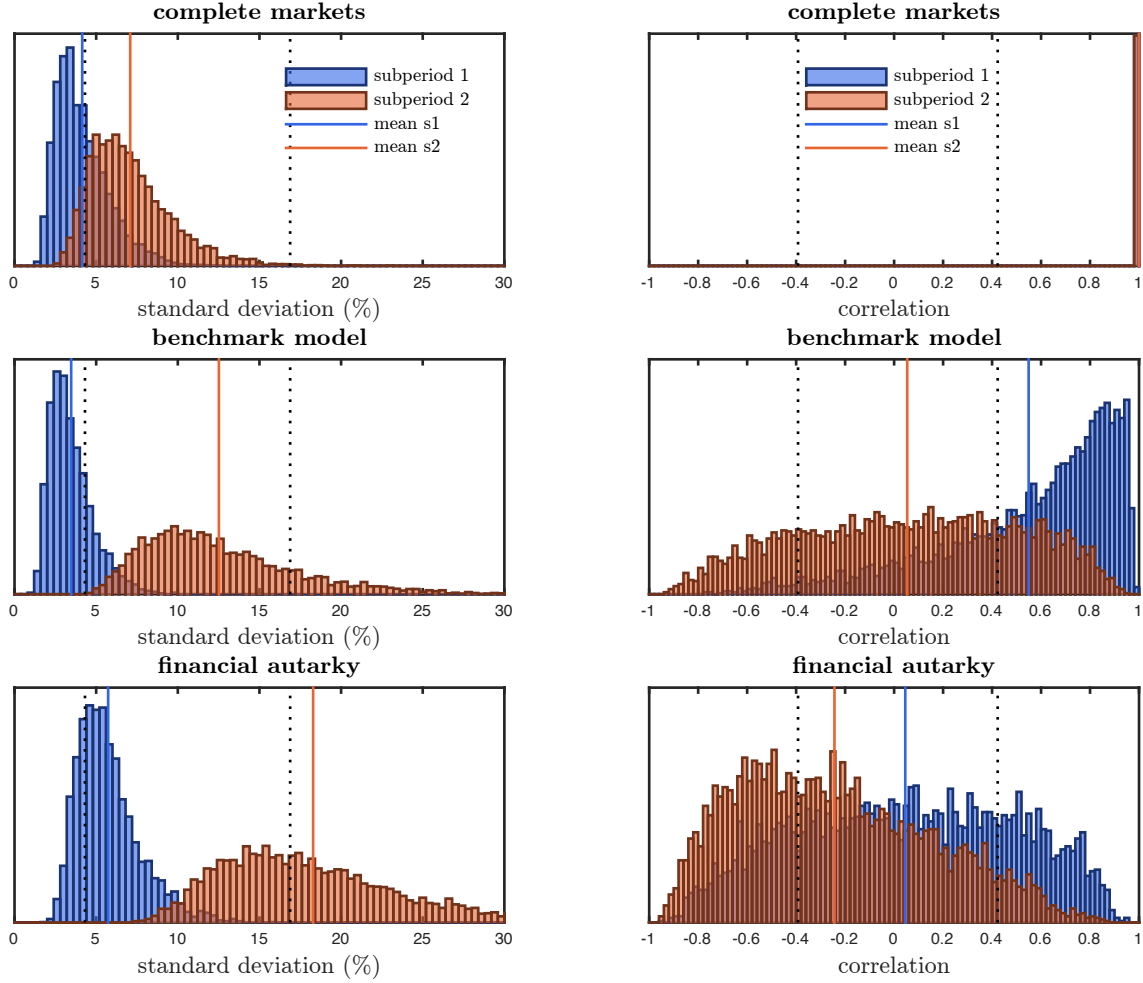 complete markets
subperiod 1
subperiod 2
mean s1
mean s2
0 5 10 15 20 25 30
standard deviation (%)
complete markets
subperiod 1
subperiod 2
mean s1
mean s2
-1 -0.8 -0.6 -0.4 -0.2 0 0.2 0.4 0.6 0.8 1
correlation
benchmark model
0 5 10 15 20 25 30
standard deviation (%)
benchmark model
-1 -0.8 -0.6 -0.4 -0.2 0 0.2 0.4 0.6 0.8 1
correlation
financial autarky
0 5 10 15 20 25 30
standard deviation (%)
financial autarky
-1 -0.8 -0.6 -0.4 -0.2 0 0.2 0.4 0.6 0.8 1
correlation